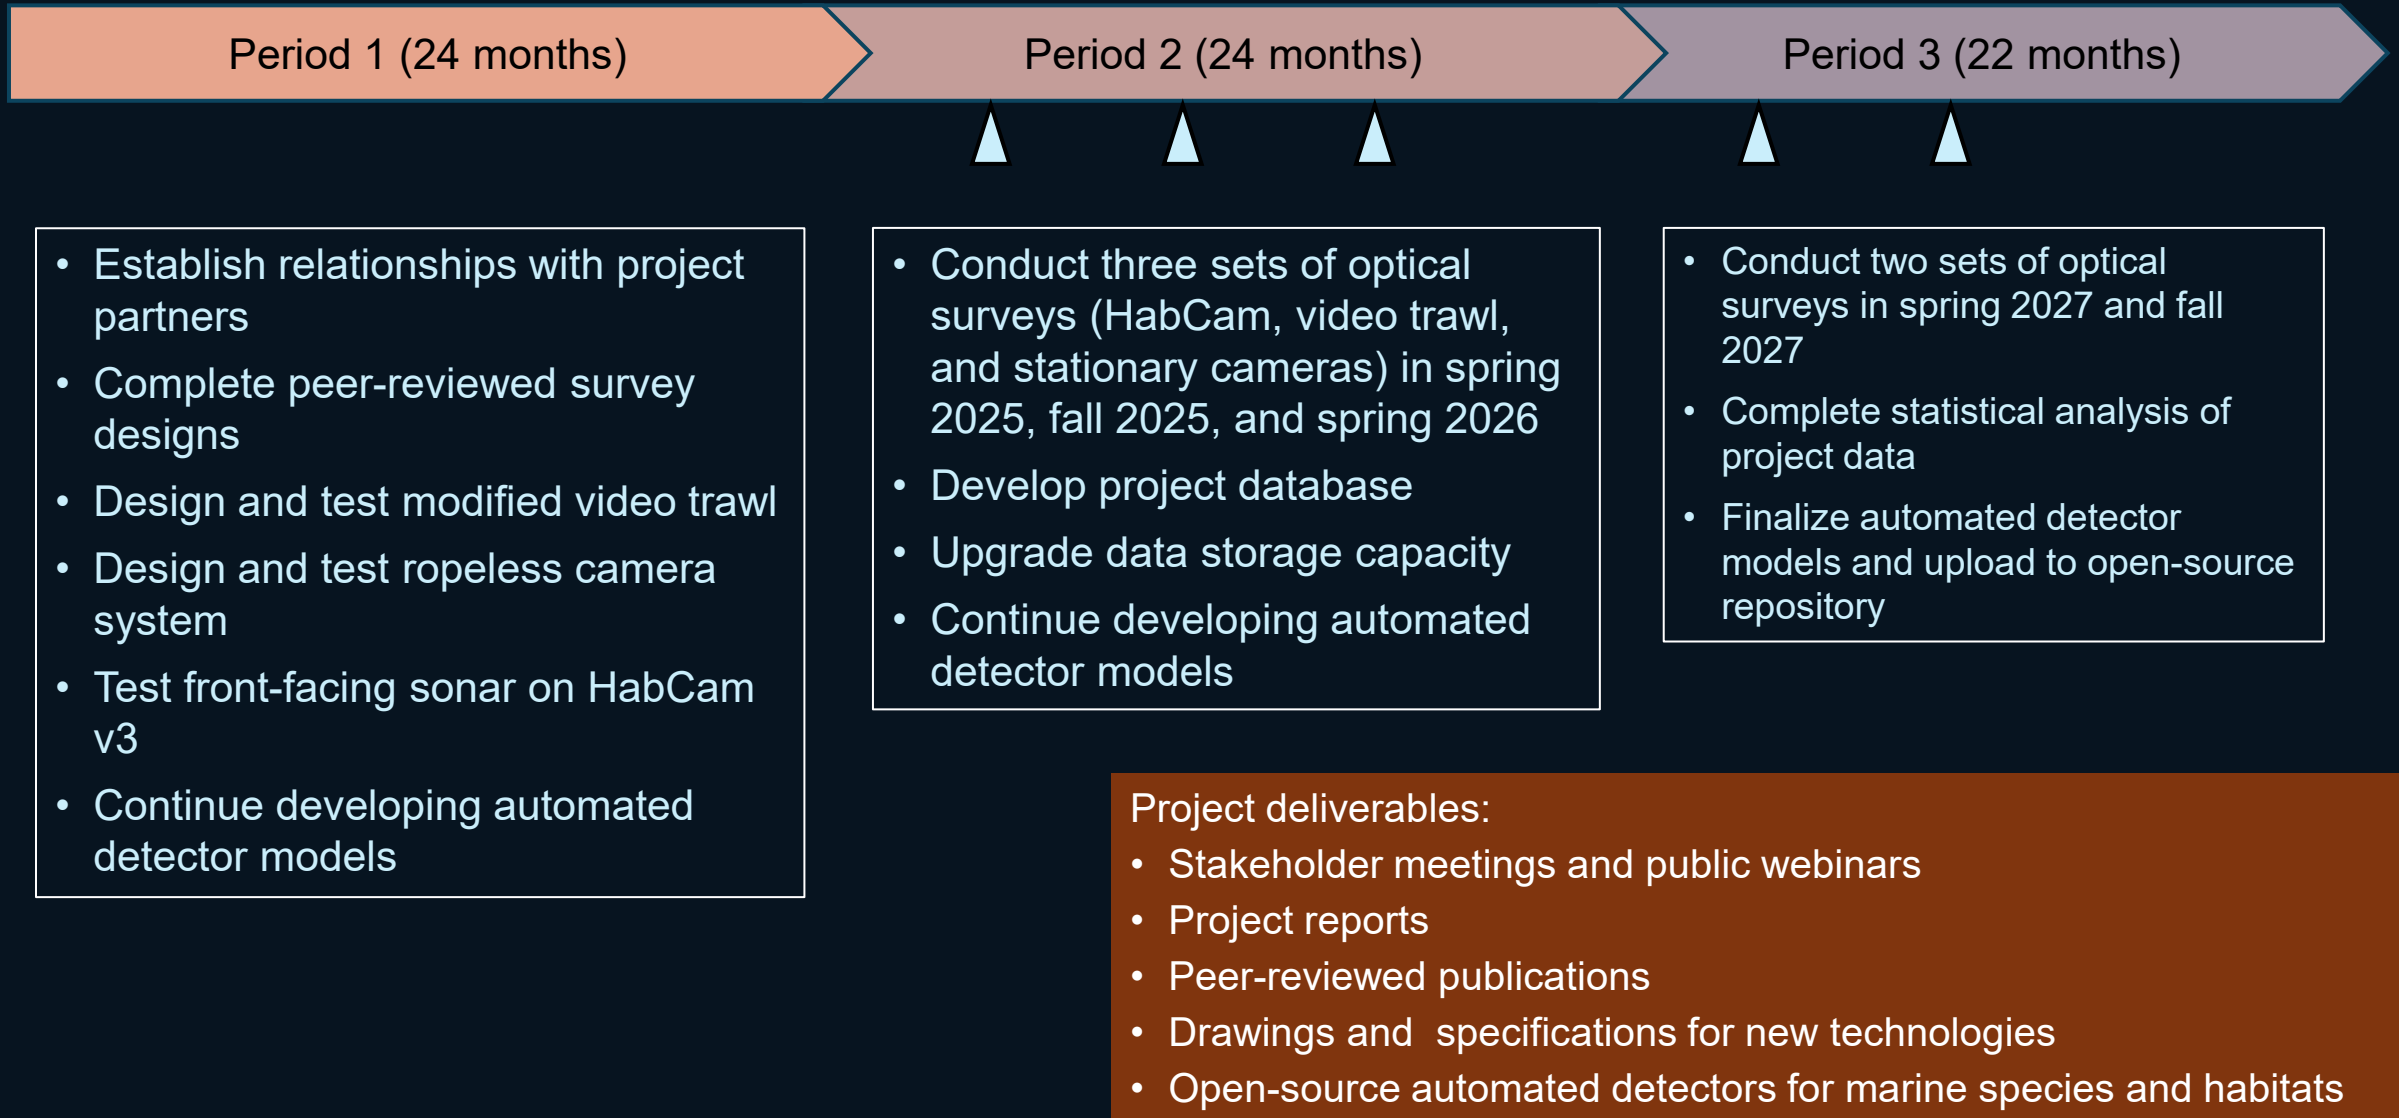 Period 1 (24 months)
Period 2 (24 months)
Period 3 (22 months)
• Establish relationships with project
partners
• Complete peer-reviewed survey
designs
• Design and test modified video trawl
• Design and test ropeless camera
system
• Test front-facing sonar on HabCam
v3
• Continue developing automated
detector models
• Conduct three sets of optical
surveys (HabCam, video trawl,
and stationary cameras) in spring
2025, fall 2025, and spring 2026
• Develop project database
• Upgrade data storage capacity
• Continue developing automated
detector models
• Conduct two sets of optical
surveys in spring 2027 and fall
2027
• Complete statistical analysis of
project data
• Finalize automated detector
models and upload to open-source
repository
Project deliverables:
• Stakeholder meetings and public webinars
• Project reports
• Peer-reviewed publications
• Drawings and  specifications for new technologies
• Open-source automated detectors for marine species and habitats